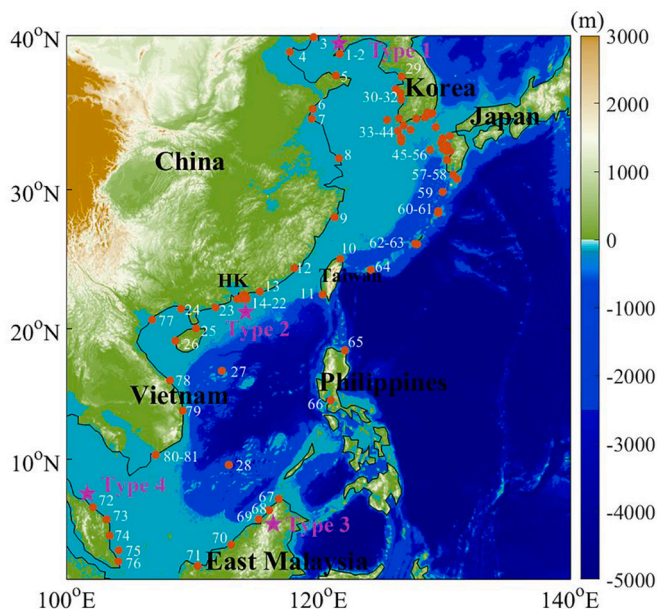 (m)
40°N
3
Type 1
3000
4
1-2
29
5
Korea
2000
30-32
6
7
Japan
33-44
1000
China
8
45-56
57-58
30°N
59
0
9
60-61
62-63
10
12
64
-1000
HK
13
Taiwan
24
23
14-22
11
77
25
Type 2
20°N
26
-2000
65
27
78
Philippines
Vietnam
79
66
-3000
80-81
10°N
28
Type 4
72
67
-4000
73
68
69
Type 3
74
70
75
71
East Malaysia
76
-5000
100°E
120°E
140°E